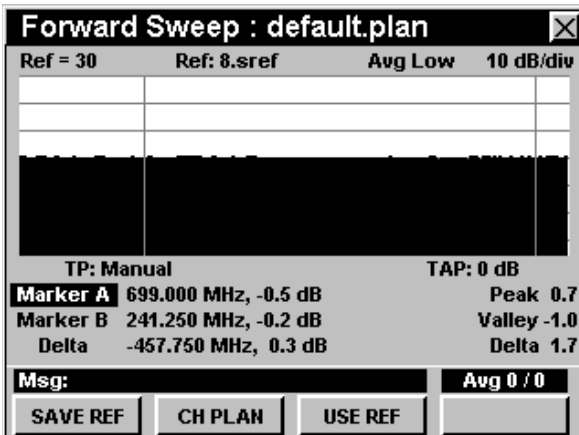 Forward Sweep : default.plan
Ref = 30 Ref: 8.sref Avg Low 10 dB/div
TP: Manual TAP: 0 dB
Marker A 699.000 MHz, -0.5 dB Peak 0.7
Marker B 241.250 MHz, -0.2 dB Valley -1.0
Delta -457.750 MHz, 0.3 dB Delta 1.7
Msg: Avg 0 / 0
SAVE REF CH PLAN USE REF